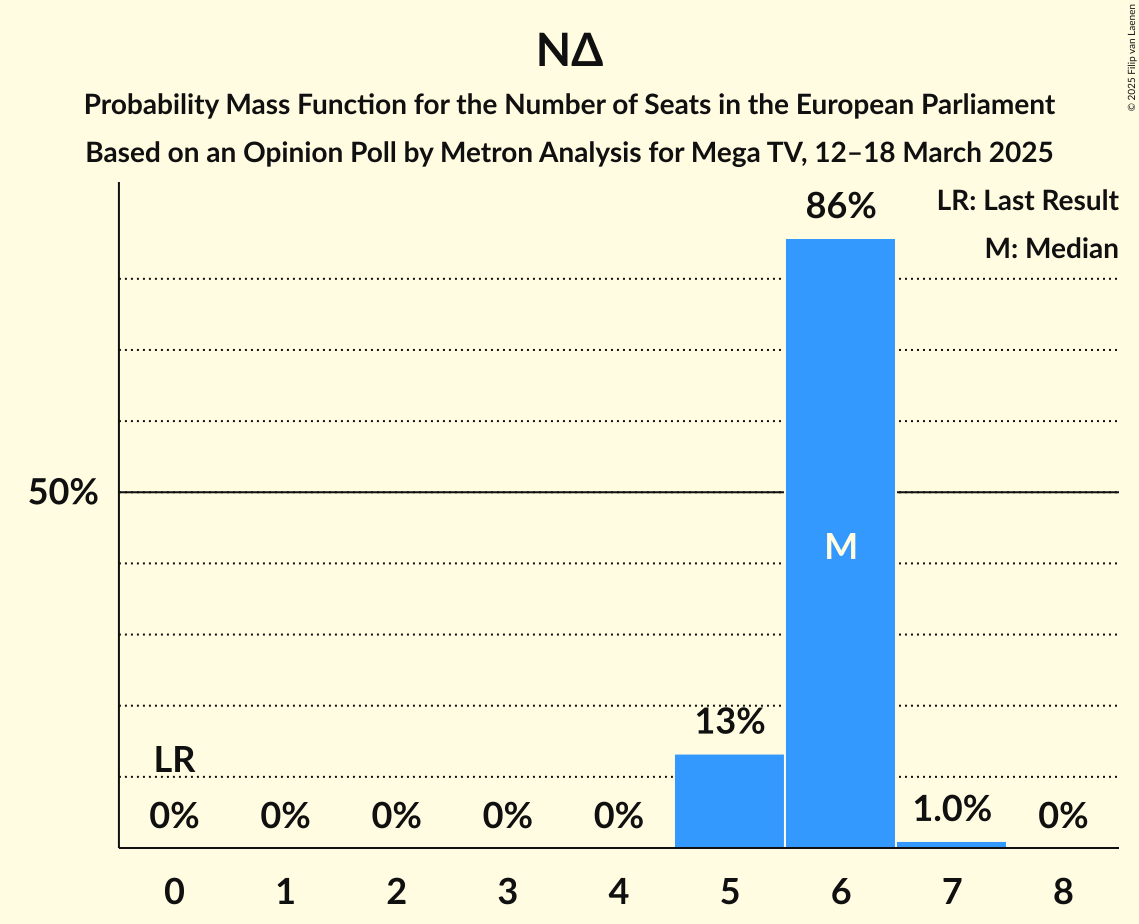 ΝΔ
Probability Mass Function for the Number of Seats in the European Parliament
Based on an Opinion Poll by Metron Analysis for Mega TV, 12–18 March 2025
© 2025 Filip van Laenen
LR: Last Result
M: Median
86%
50%
M
13%
LR
0% 0% 0% 0% 0% 1.0% 0%
0 1 2 3 4 5 6 7 8